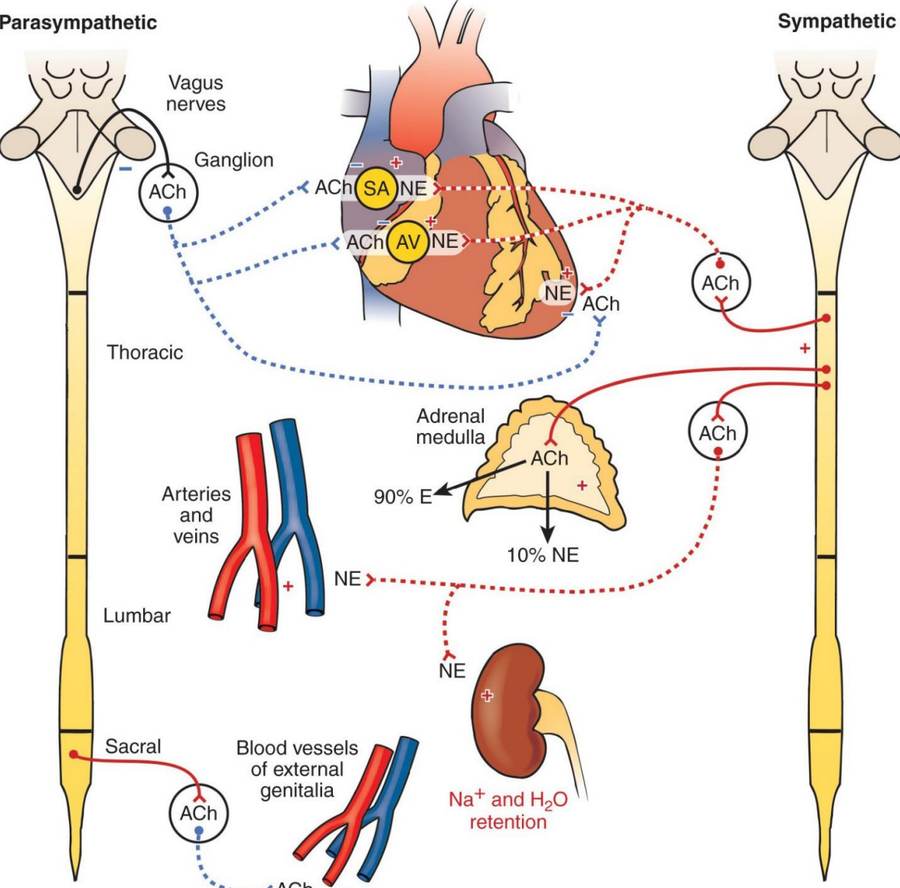 Parasympathetic
Sympathetic
Vagus
nerves
Ganglion
ACh
ACh SA NE
ACh AV NE
NE
ACh
ACh
Thoracic
Adrenal
medulla
ACh
ACh
90% E
10% NE
Arteries
and
veins
NE
Lumbar
NE
Sacral
Blood vessels
of external
genitalia
Na+ and H2O
retention
ACh
ACh